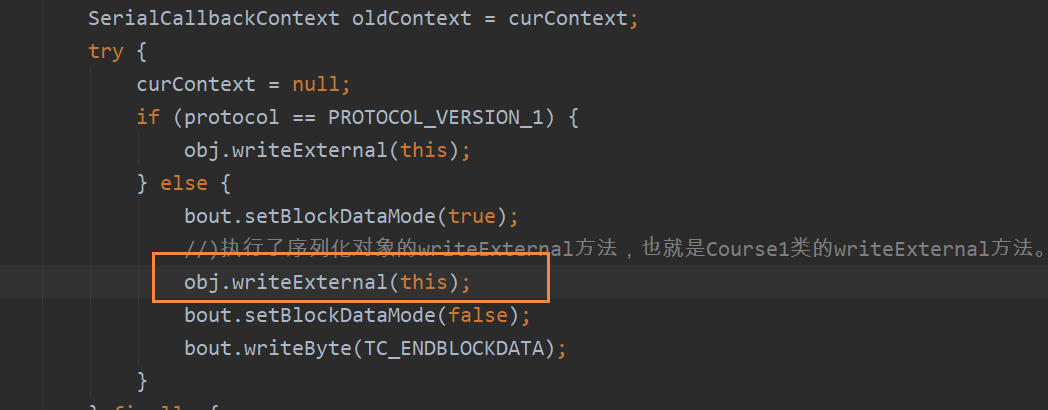 SerialCallbackContext oldContext = curContext;
try {
curContext = null;
if (protocol == PROTOCOL_VERSION_1) {
obj.writeExternal(this);
} else {
bout.setBlockDataMode(true);
//)执行了序列化对象的writeExternal方法，也就是Course1类的writeExternal方法。
obj.writeExternal(this);
bout.setBlockDataMode(false);
bout.writeByte(TC_ENDBLOCKDATA);
}
} finally {